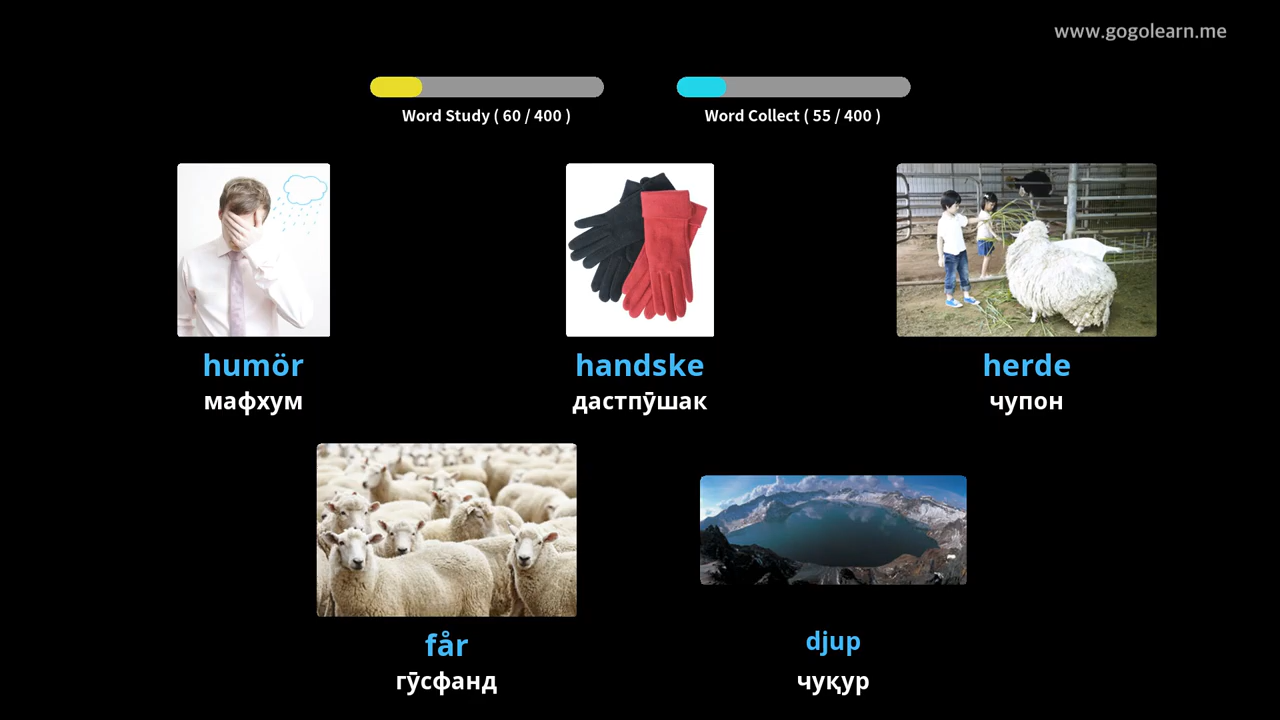 www.gogolearn.me
Word Study ( 60 / 400 )
Word Collect ( 55 / 400 )
humör
мафхум
handske
дастпӯшак
herde
чупон
får
гӯсфанд
djup
чуқур